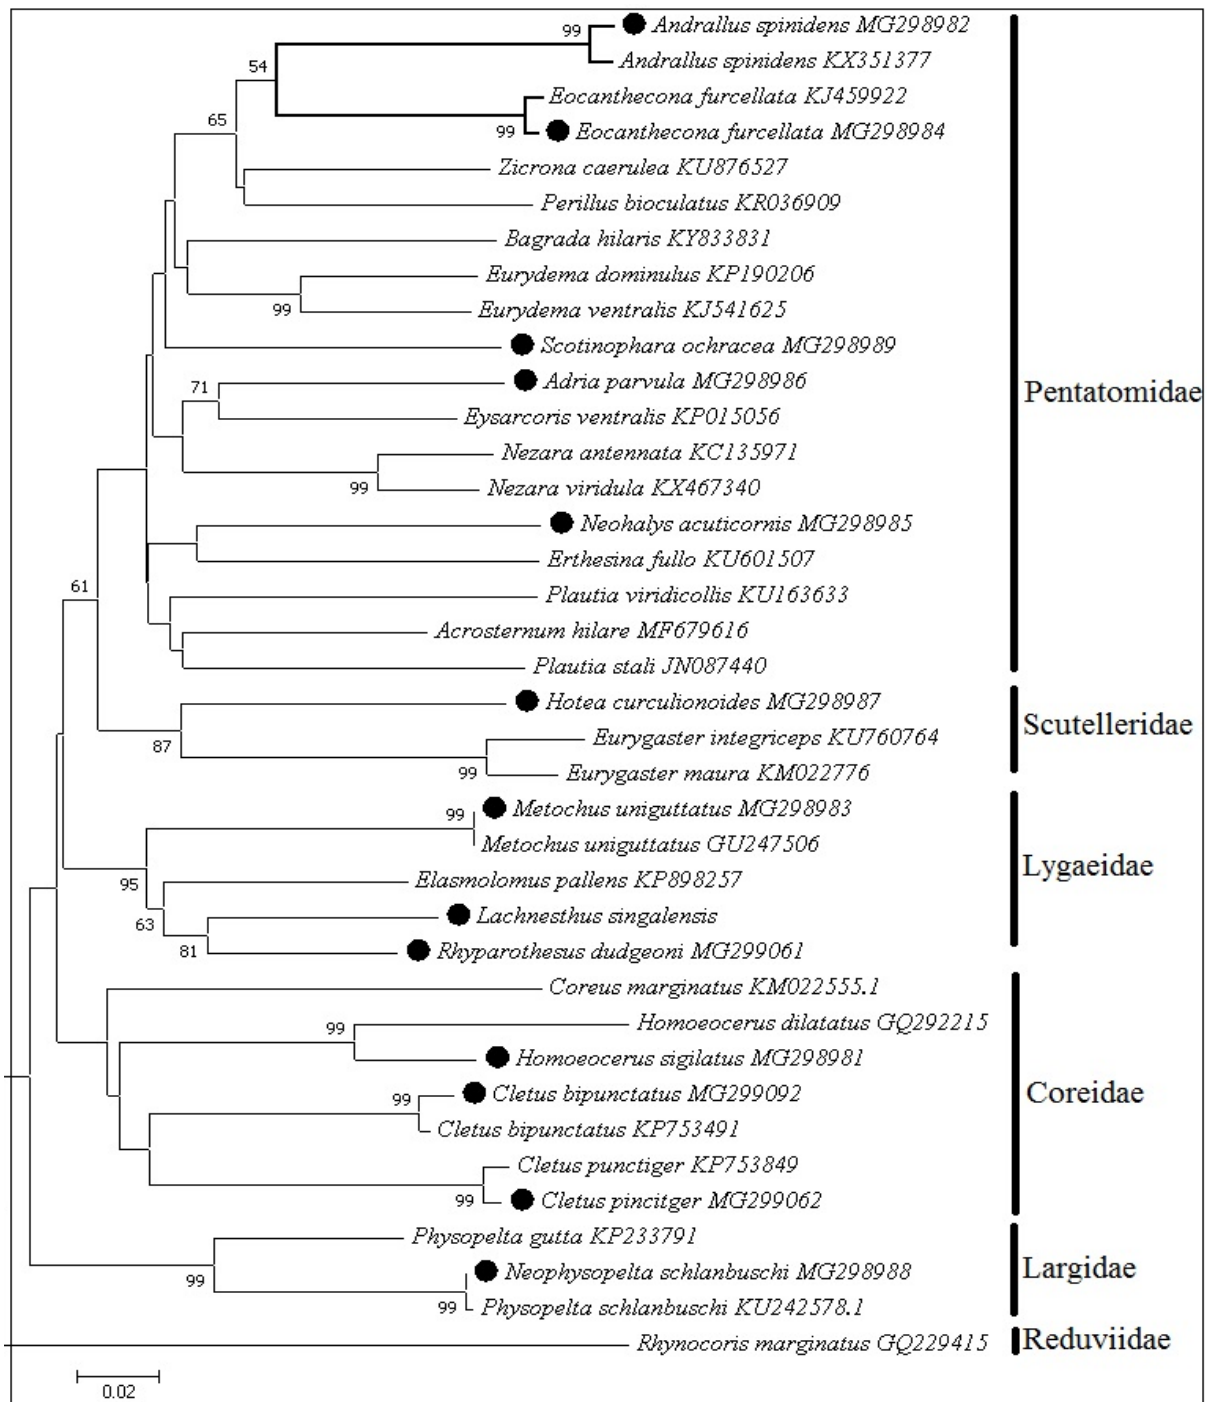 99
Andrallus spinidens MG298982
Andrallus spinidens KX351377
54
Eocanthecona furcellata KJ459922
99
Eocanthecona furcellata MG298984
65
Zicrona caerulea KU876527
Perillus bioculatus KR036909
Bagrada hilaris KY833831
Eurydema dominulus KP190206
99
Eurydema ventralis KJ541625
Scotinophara ochracea MG298989
71
Adria parvula MG298986
Pentatomidae
Eysarcoris ventralis KP015056
Nezara antennata KC135971
99
Nezara viridula KX467340
Neohalys acuticornis MG298985
Erthesina fullo KU601507
61
Plautia viridicollis KU163633
Acrosternum hilare MF679616
Plautia stali JN087440
Hotea curculionoides MG298987
Scutelleridae
87
Eurygaster integriceps KU760764
99
Eurygaster maura KM022776
99
Metochus uniguttatus MG298983
Metochus uniguttatus GU247506
Lygaeidae
95
Elasmolomus pallens KP898257
63
Lachnesthus singalensis
81
Rhyparothesus dudgeoni MG299061
Coreus marginatus KM022555.1
99
Homoeocerus dilatatus GQ292215
Homoeocerus sigilatus MG298981
99
Cletus bipunctatus MG299092
Coreidae
Cletus bipunctatus KP753491
Cletus punctiger KP753849
99
Cletus pincitger MG299062
Physopelta gutta KP233791
99
Neophysopelta schlanbuschi MG298988
Largidae
99
Physopelta schlanbuschi KU242578.1
Rhynocoris marginatus GQ229415
Reduviidae
0.02